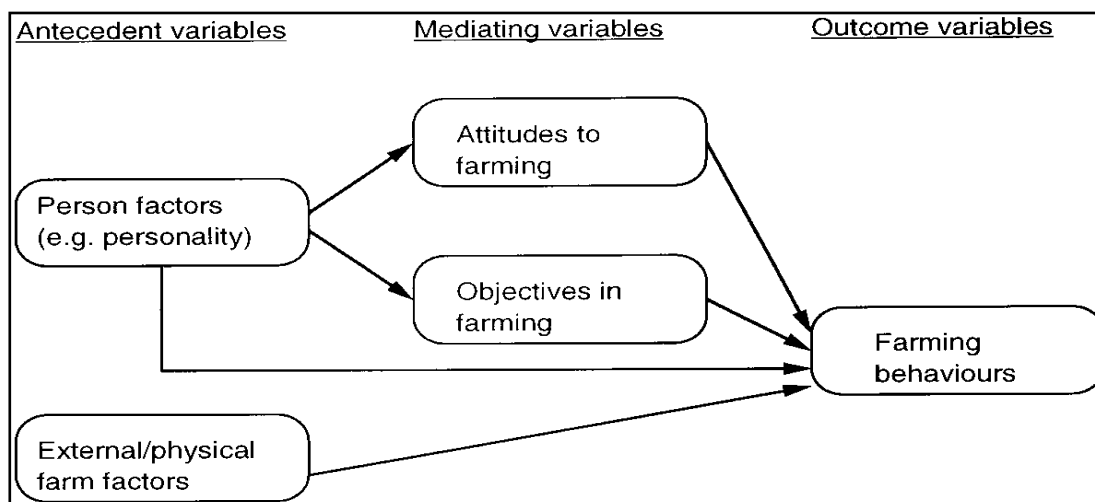 Antecedent variables
Mediating variables
Outcome variables
Attitudes to
farming
Person factors
(e.g. personality)
Objectives in
farming
Farming
behaviours
External/physical
farm factors